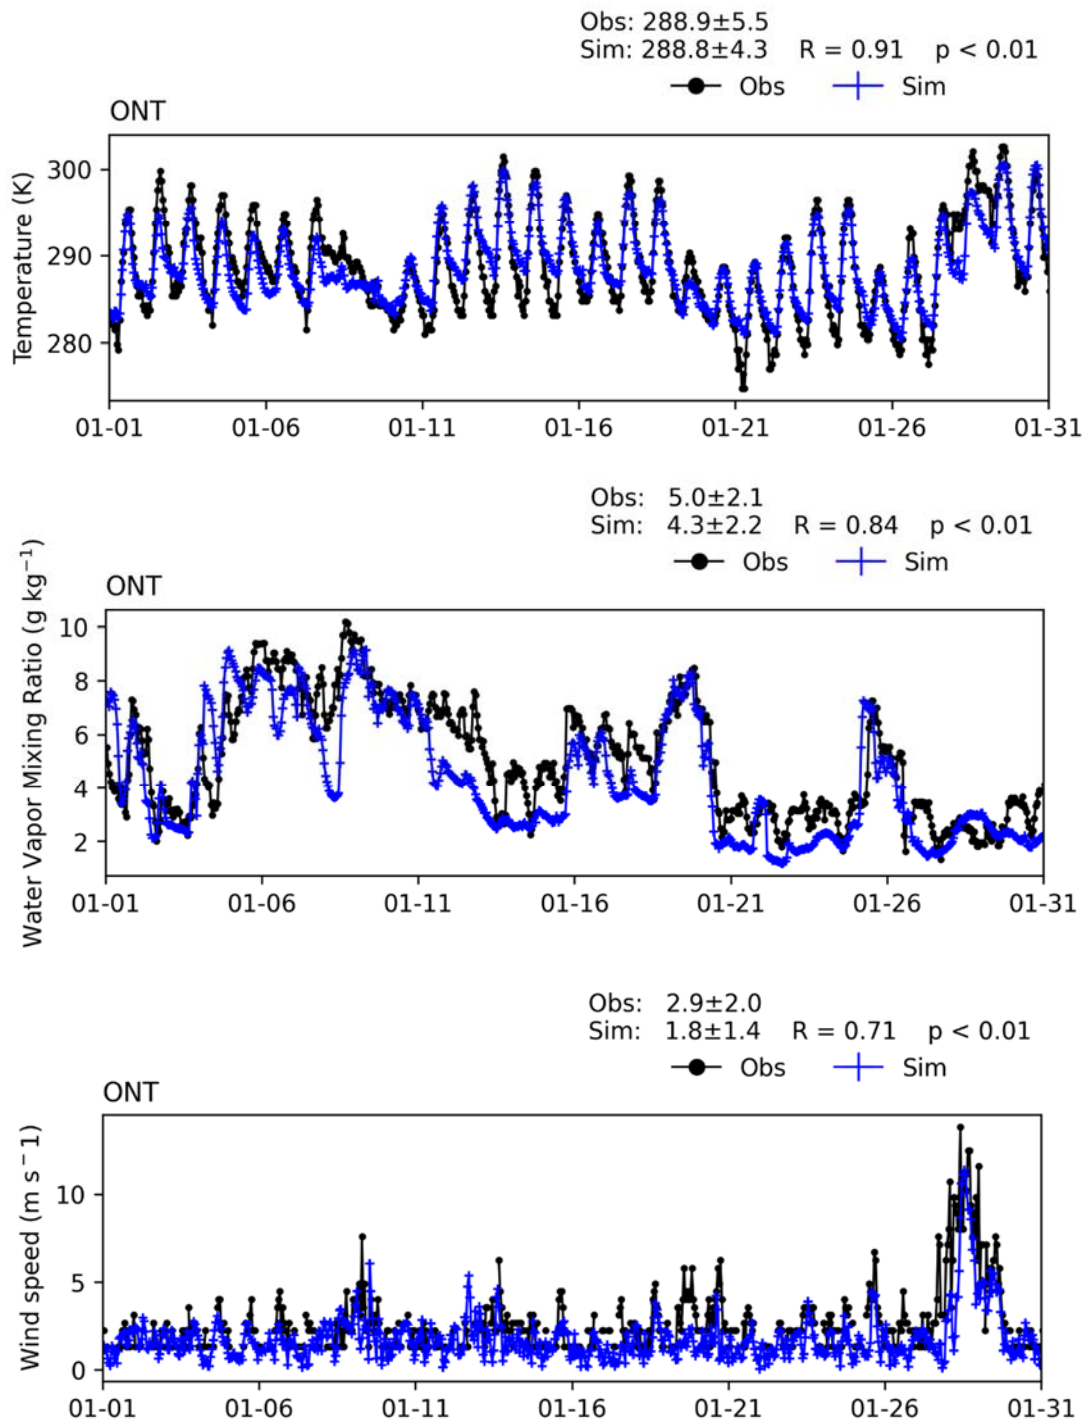 Obs: 288.9±5.5
Sim: 288.8±4.3 R = 0.91 p < 0.01
Obs Sim
ONT
Temperature (K)
300
290
280
01-01 01-06 01-11 01-16 01-21 01-26 01-31
Obs: 5.0±2.1
Sim: 4.3±2.2 R = 0.84 p < 0.01
Obs Sim
ONT
Water Vapor Mixing Ratio (g kg⁻¹)
10
8
6
4
2
01-01 01-06 01-11 01-16 01-21 01-26 01-31
Obs: 2.9±2.0
Sim: 1.8±1.4 R = 0.71 p < 0.01
Obs Sim
ONT
Wind speed (m s − 1)
10
5
0
01-01 01-06 01-11 01-16 01-21 01-26 01-31